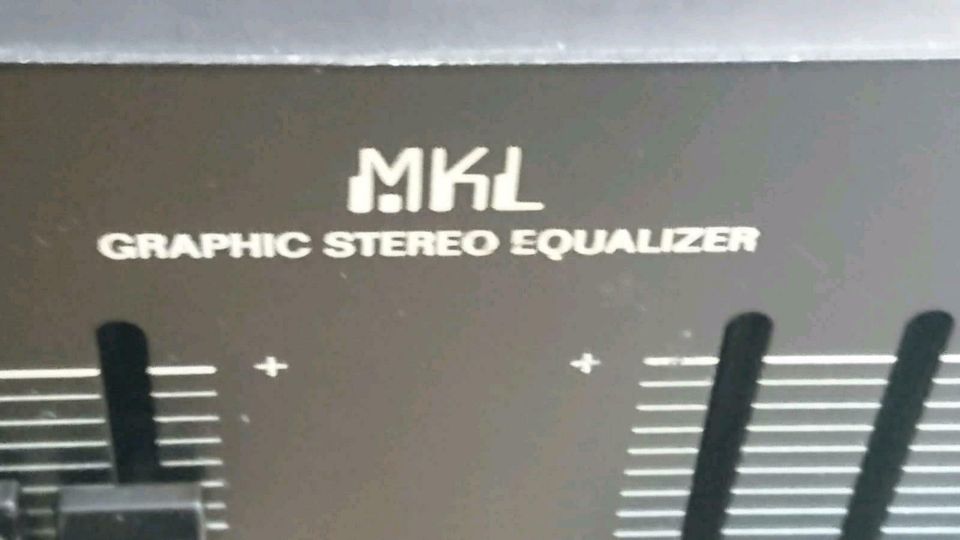 MKL
GRAPHIC STEREO EQUALIZER
+ +